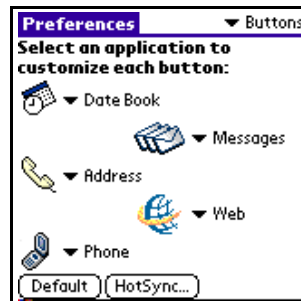 Preferences
Buttons
Select an application to
customize each button:
Date Book
Messages
Address
Web
Phone
Default
HotSync...